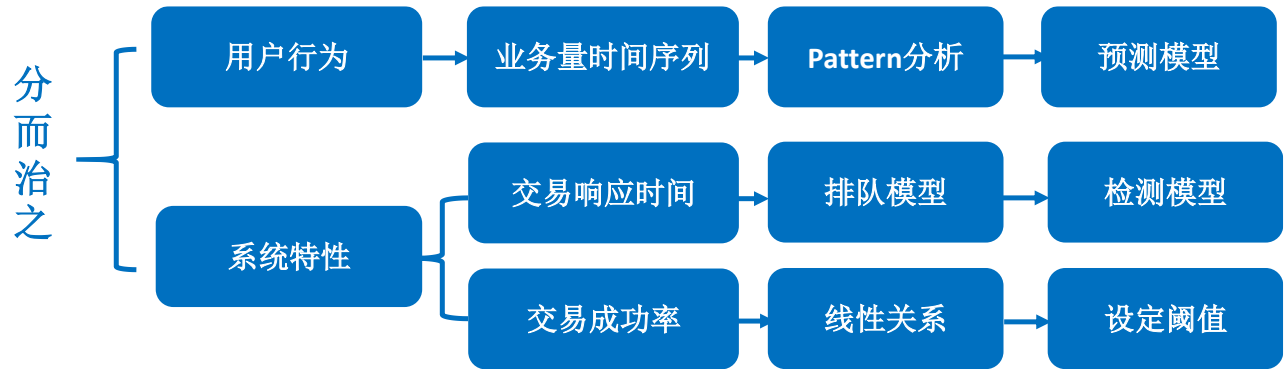 分而治之
用户行为
业务量时间序列
Pattern分析
预测模型
系统特性
交易响应时间
排队模型
检测模型
交易成功率
线性关系
设定阈值